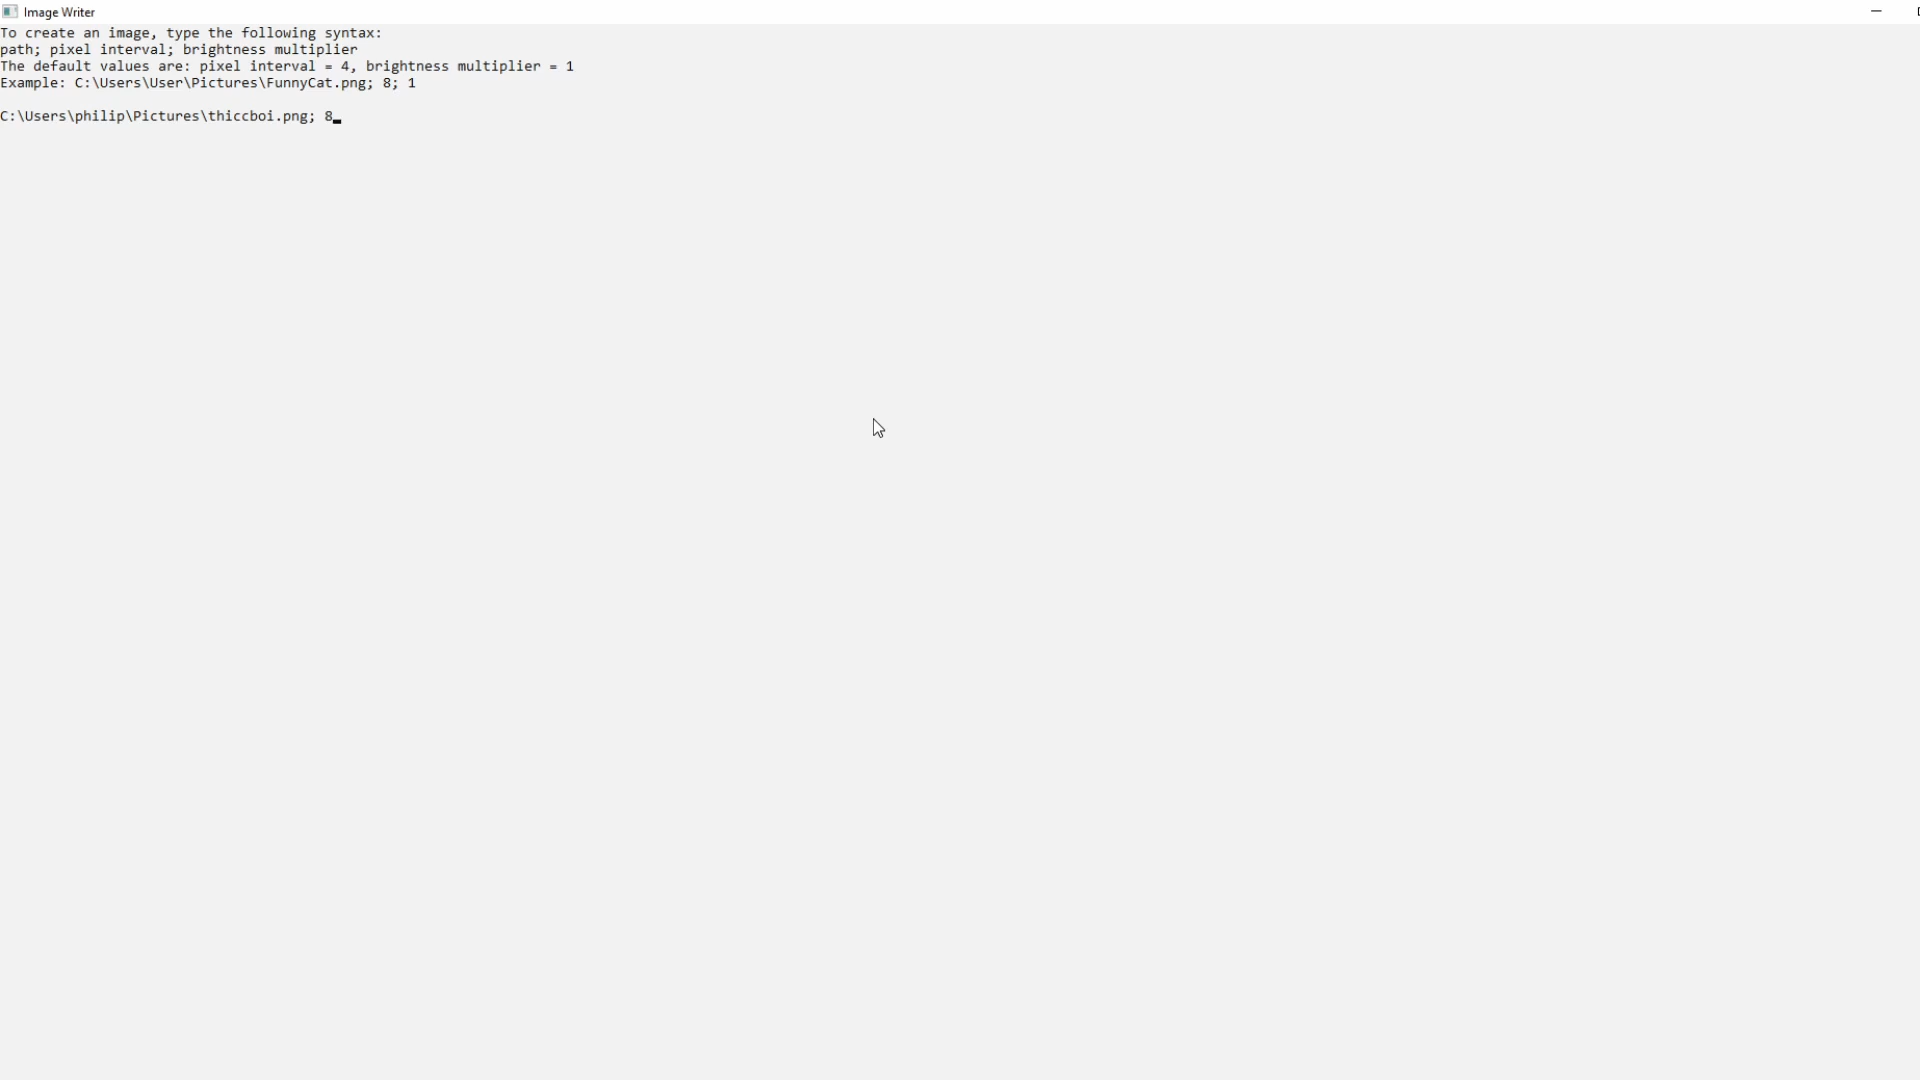 Image Writer
To create an image, type the following syntax:
path; pixel interval; brightness multiplier
The default values are: pixel interval = 4, brightness multiplier = 1
Example: C:\Users\User\Pictures\FunnyCat.png; 8; 1
C:\Users\philip\Pictures\thiccboi.png; 8